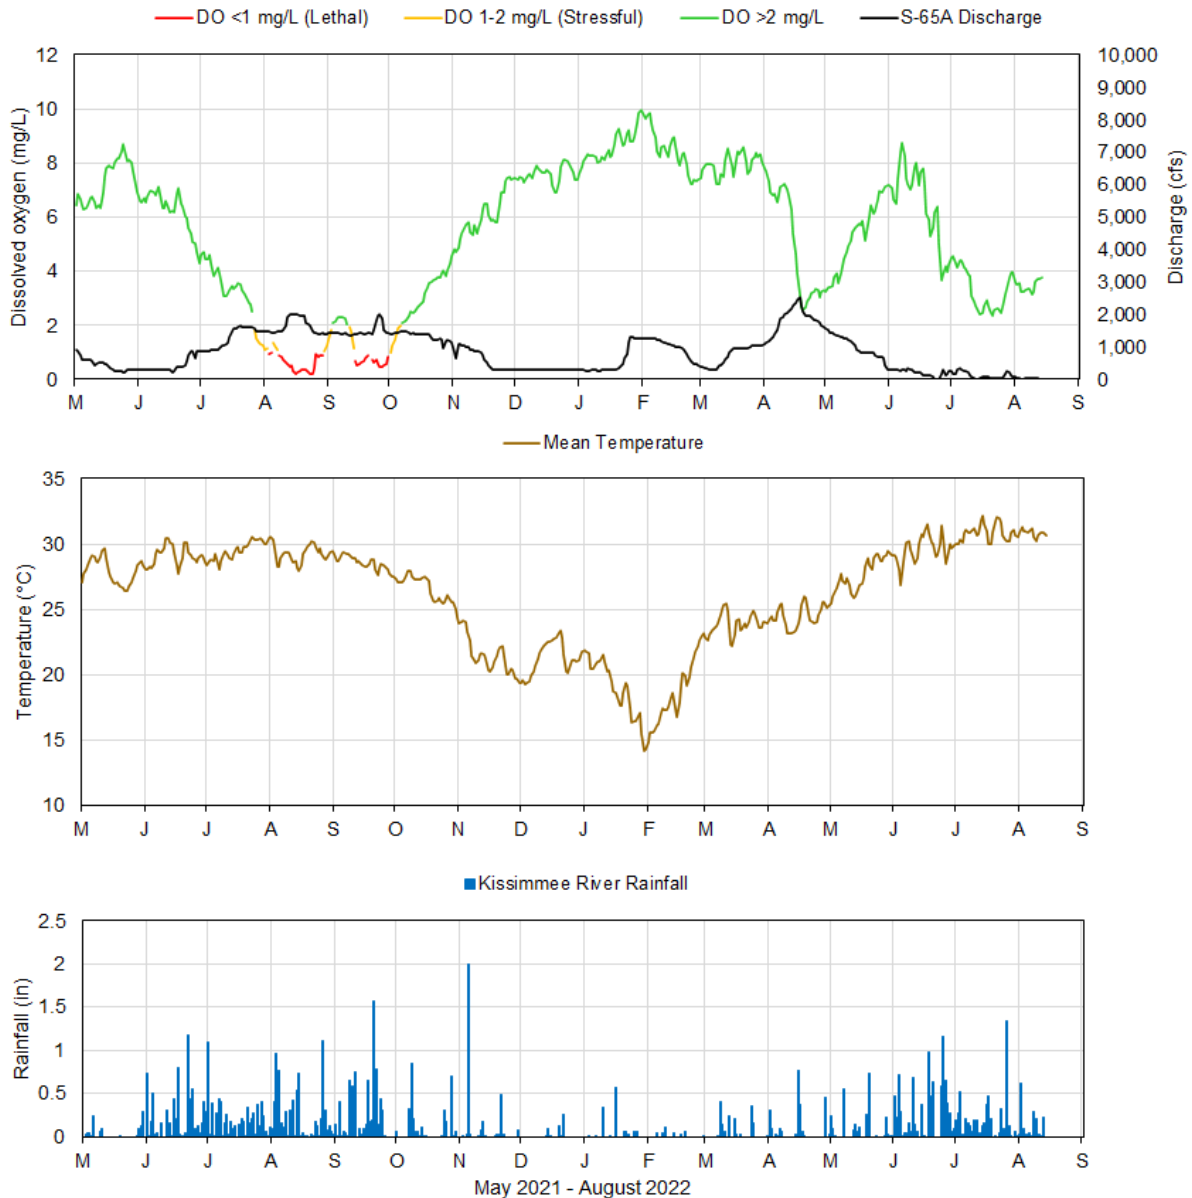 DO <1 mg/L (Lethal) DO 1-2 mg/L (Stressful) DO >2 mg/L S-65A Discharge
12 10,000
9,000
10 8,000
8 7,000
6,000
6 5,000
4,000
4 3,000
2 2,000
1,000
0 0
Dissolved oxygen (mg/L)
Discharge (cfs)
M J J A S O N D J F M A M J J A S
Mean Temperature
35
30
25
20
15
10
Temperature (°C)
M J J A S O N D J F M A M J J A S
Kissimmee River Rainfall
2.5
2
1.5
1
0.5
0
Rainfall (in)
M J J A S O N D J F M A M J J A S
May 2021 - August 2022